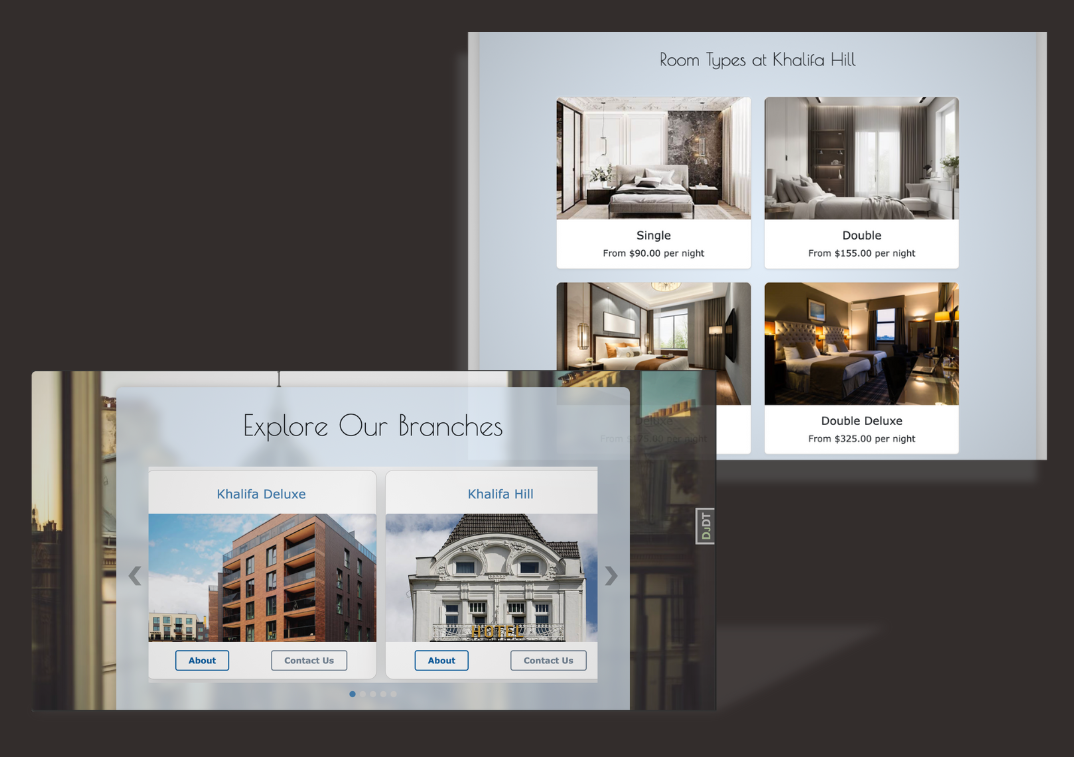 Room Types at Khalifa Hill
Single
From $90.00 per night
Double
From $155.00 per night
Double Deluxe
From $325.00 per night
Explore Our Branches
Khalifa Deluxe
Khalifa Hill
HOTEL
❮
❯
About
Contact Us
About
Contact Us
DJDT